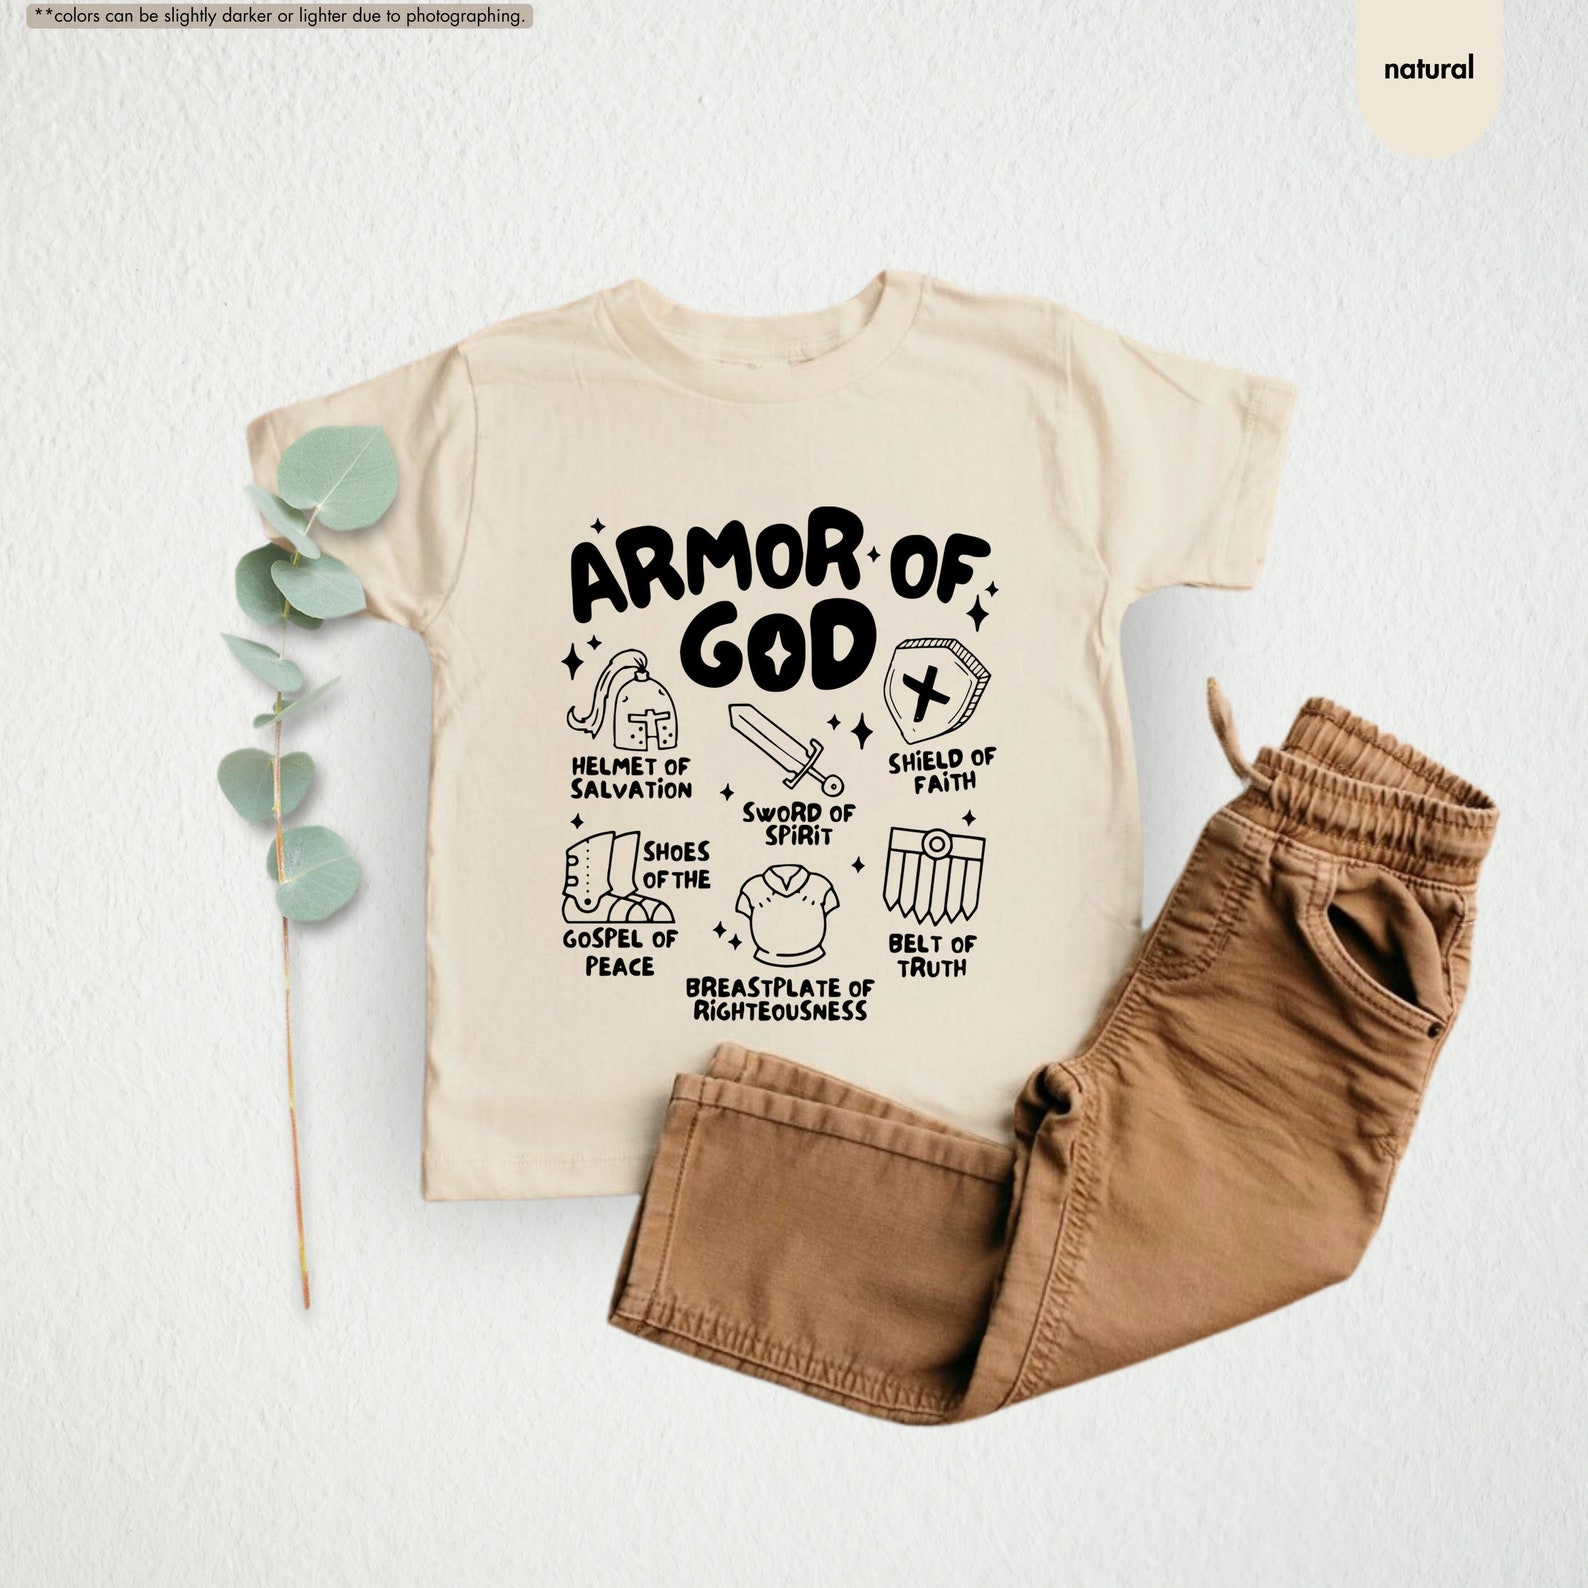 **colors can be slightly darker or lighter due to photographing.
natural
ARMOR OF
GOD
HELMET OF
SALVATION
SWORD OF
SPIRIT
SHIELD OF
FAITH
SHOES
OF THE
GOSPEL OF
PEACE
BREASTPLATE OF
RIGHTEOUSNESS
BELT OF
TRUTH